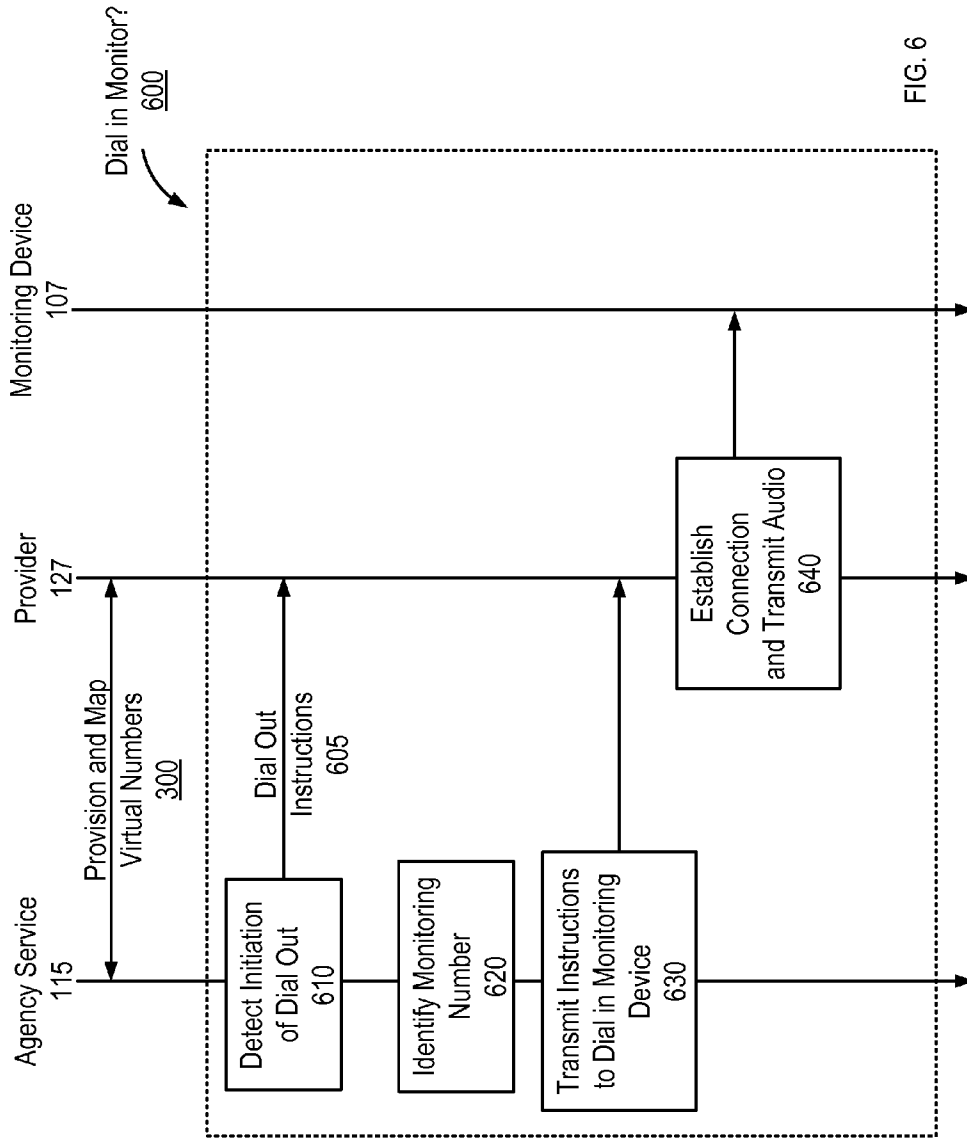 Dial in Monitor?
600
Agency Service
115
Provider
127
Monitoring Device
107
Provision and Map
Virtual Numbers
300
Detect Initiation
of Dial Out
610
Dial Out
Instructions
605
Identify Monitoring
Number
620
Transmit Instructions
to Dial in Monitoring
Device
630
Establish
Connection
and Transmit Audio
640
FIG. 6